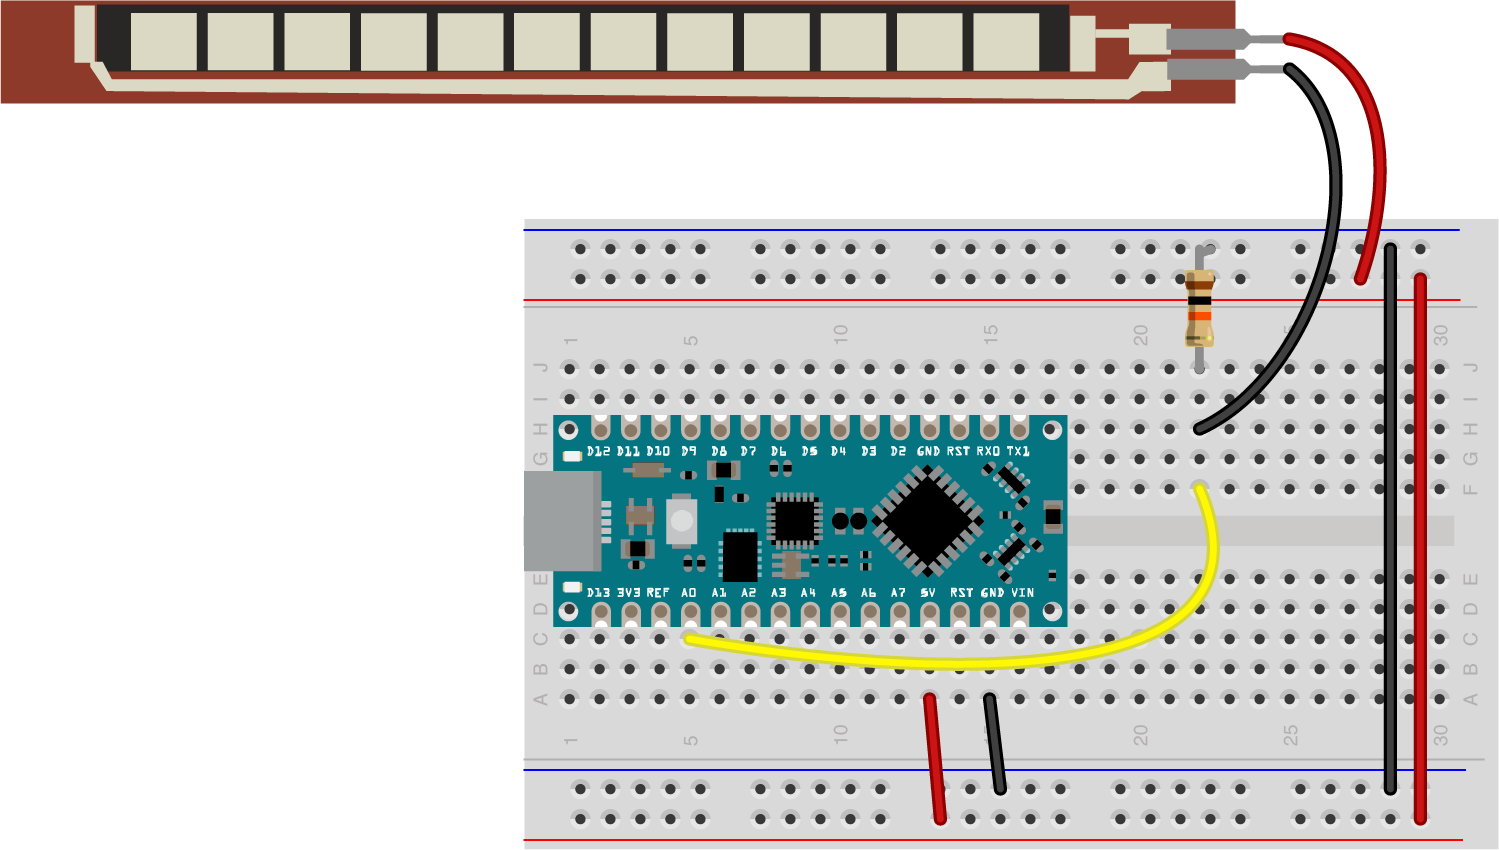 1 5 10 15 20 25 30
J J
I I
H H
D12 D11 D10 D9 D8 D7 D6 D5 D4 D3 D2 GND RST RX0 TX1
G G
F
E E
D13 3V3 REF A0 A1 A2 A3 A4 A5 A6 A7 5V RST GND VIN
D D
C C
B B
A A
1 5 10 20 25 30